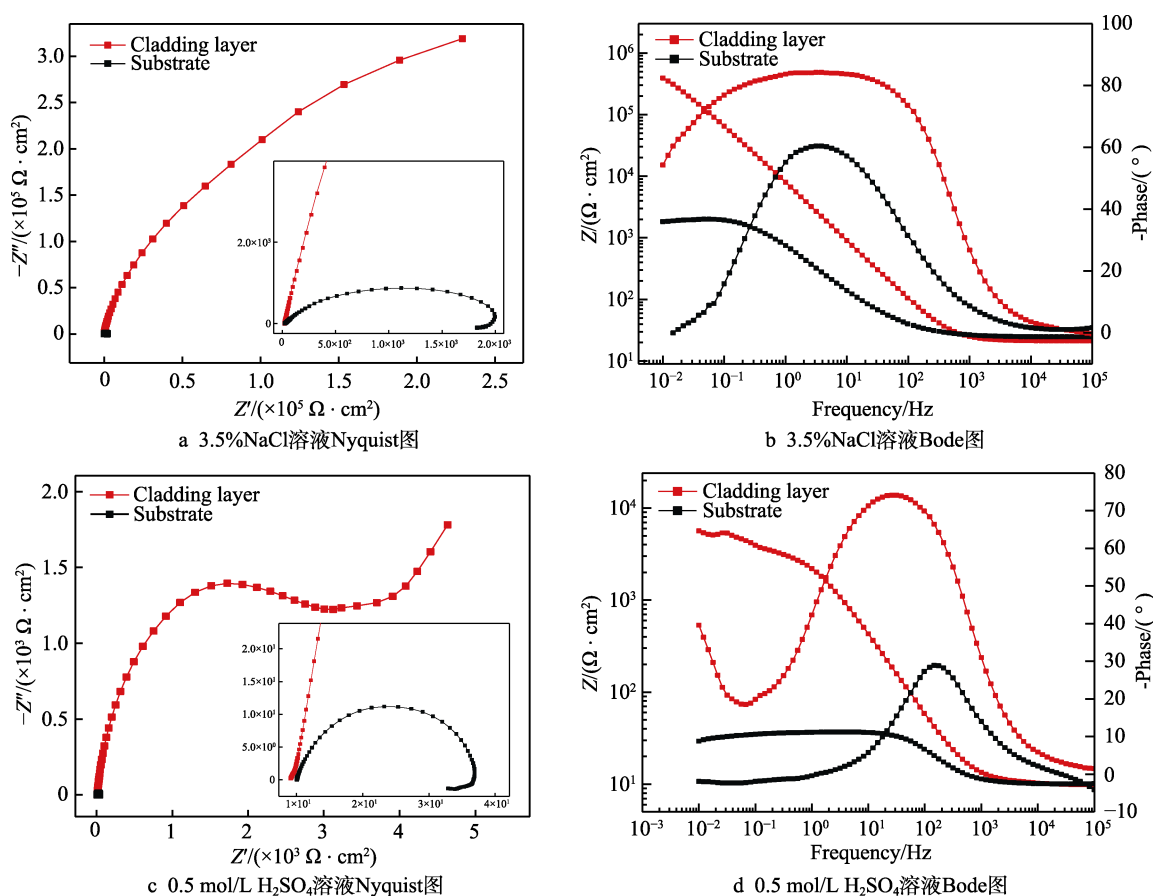 Cladding layer
Substrate
3.0
2.5
2.0
1.5
1.0
0.5
0
−Z″/(×10⁵ Ω · cm²)
2.0×10³
0
0
5.0×10²
1.0×10³
1.5×10³
2.0×10³
0 0.5 1.0 1.5 2.0 2.5
Z′/(×10⁵ Ω · cm²)
a 3.5%NaCl溶液Nyquist图
Cladding layer
Substrate
10⁶
10⁵
10⁴
10³
10²
10¹
Z/(Ω · cm²)
100
80
60
40
20
0
-Phase/( ° )
10⁻² 10⁻¹ 10⁰ 10¹ 10² 10³ 10⁴ 10⁵
Frequency/Hz
b 3.5%NaCl溶液Bode图
Cladding layer
Substrate
2.0
1.5
1.0
0.5
0
−Z″/(×10³ Ω · cm²)
2.0×10¹
1.5×10¹
1.0×10¹
5.0×10⁰
0
1×10¹ 2×10¹ 3×10¹ 4×10¹
0 1 2 3 4 5
Z′/(×10³ Ω · cm²)
c 0.5 mol/L H₂SO₄溶液Nyquist图
Cladding layer
Substrate
10⁴
10³
10²
10¹
Z/(Ω · cm²)
80
70
60
50
40
30
20
10
0
−10
-Phase/( ° )
10⁻³ 10⁻² 10⁻¹ 10⁰ 10¹ 10² 10³ 10⁴ 10⁵
Frequency/Hz
d 0.5 mol/L H₂SO₄溶液Bode图